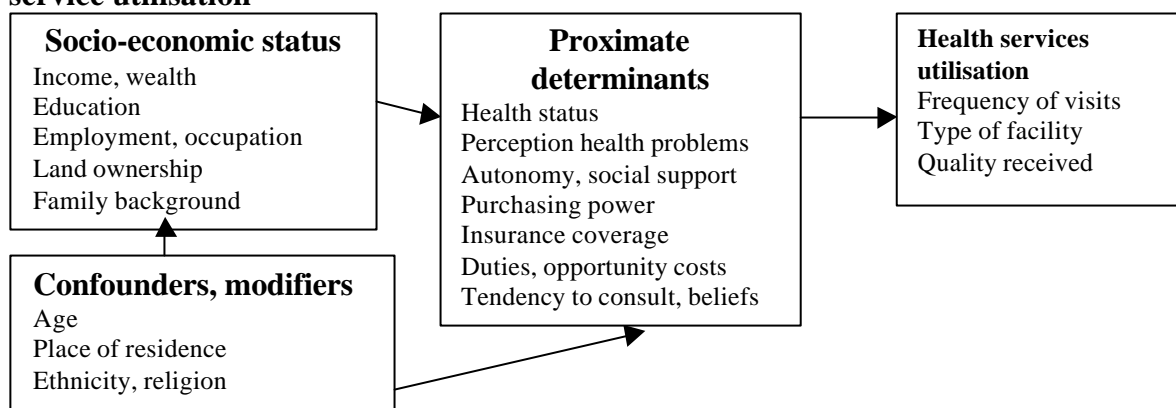 service utilisation
Socio-economic status
Income, wealth
Education
Employment, occupation
Land ownership
Family background
Confounders, modifiers
Age
Place of residence
Ethnicity, religion
Proximate
determinants
Health status
Perception health problems
Autonomy, social support
Purchasing power
Insurance coverage
Duties, opportunity costs
Tendency to consult, beliefs
Health services
utilisation
Frequency of visits
Type of facility
Quality received